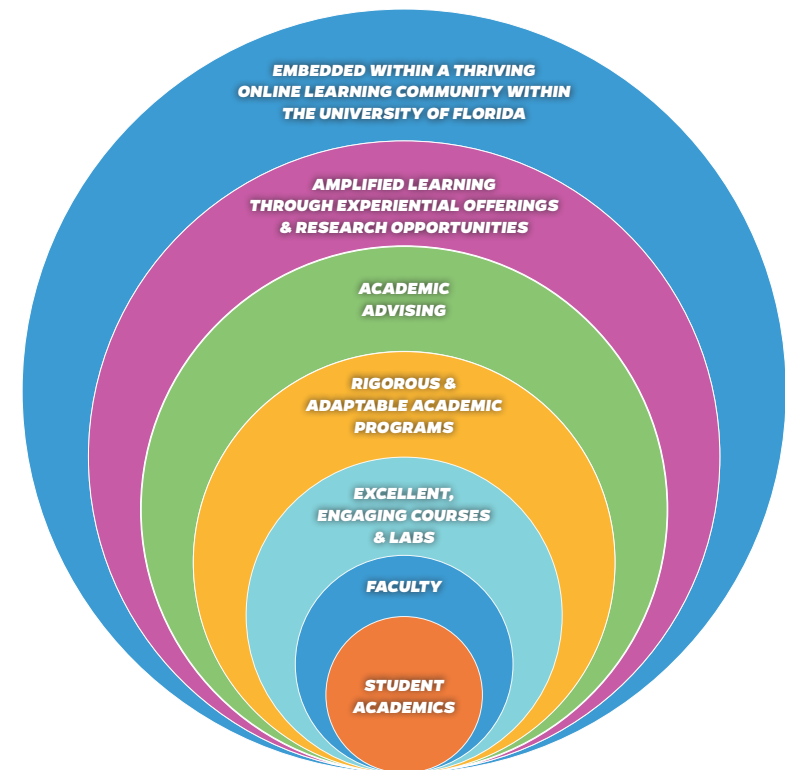 EMBEDDED WITHIN A THRIVING
ONLINE LEARNING COMMUNITY WITHIN
THE UNIVERSITY OF FLORIDA
AMPLIFIED LEARNING
THROUGH EXPERIENTIAL OFFERINGS
& RESEARCH OPPORTUNITIES
ACADEMIC
ADVISING
RIGOROUS &
ADAPTABLE ACADEMIC
PROGRAMS
EXCELLENT,
ENGAGING COURSES
& LABS
FACULTY
STUDENT
ACADEMICS